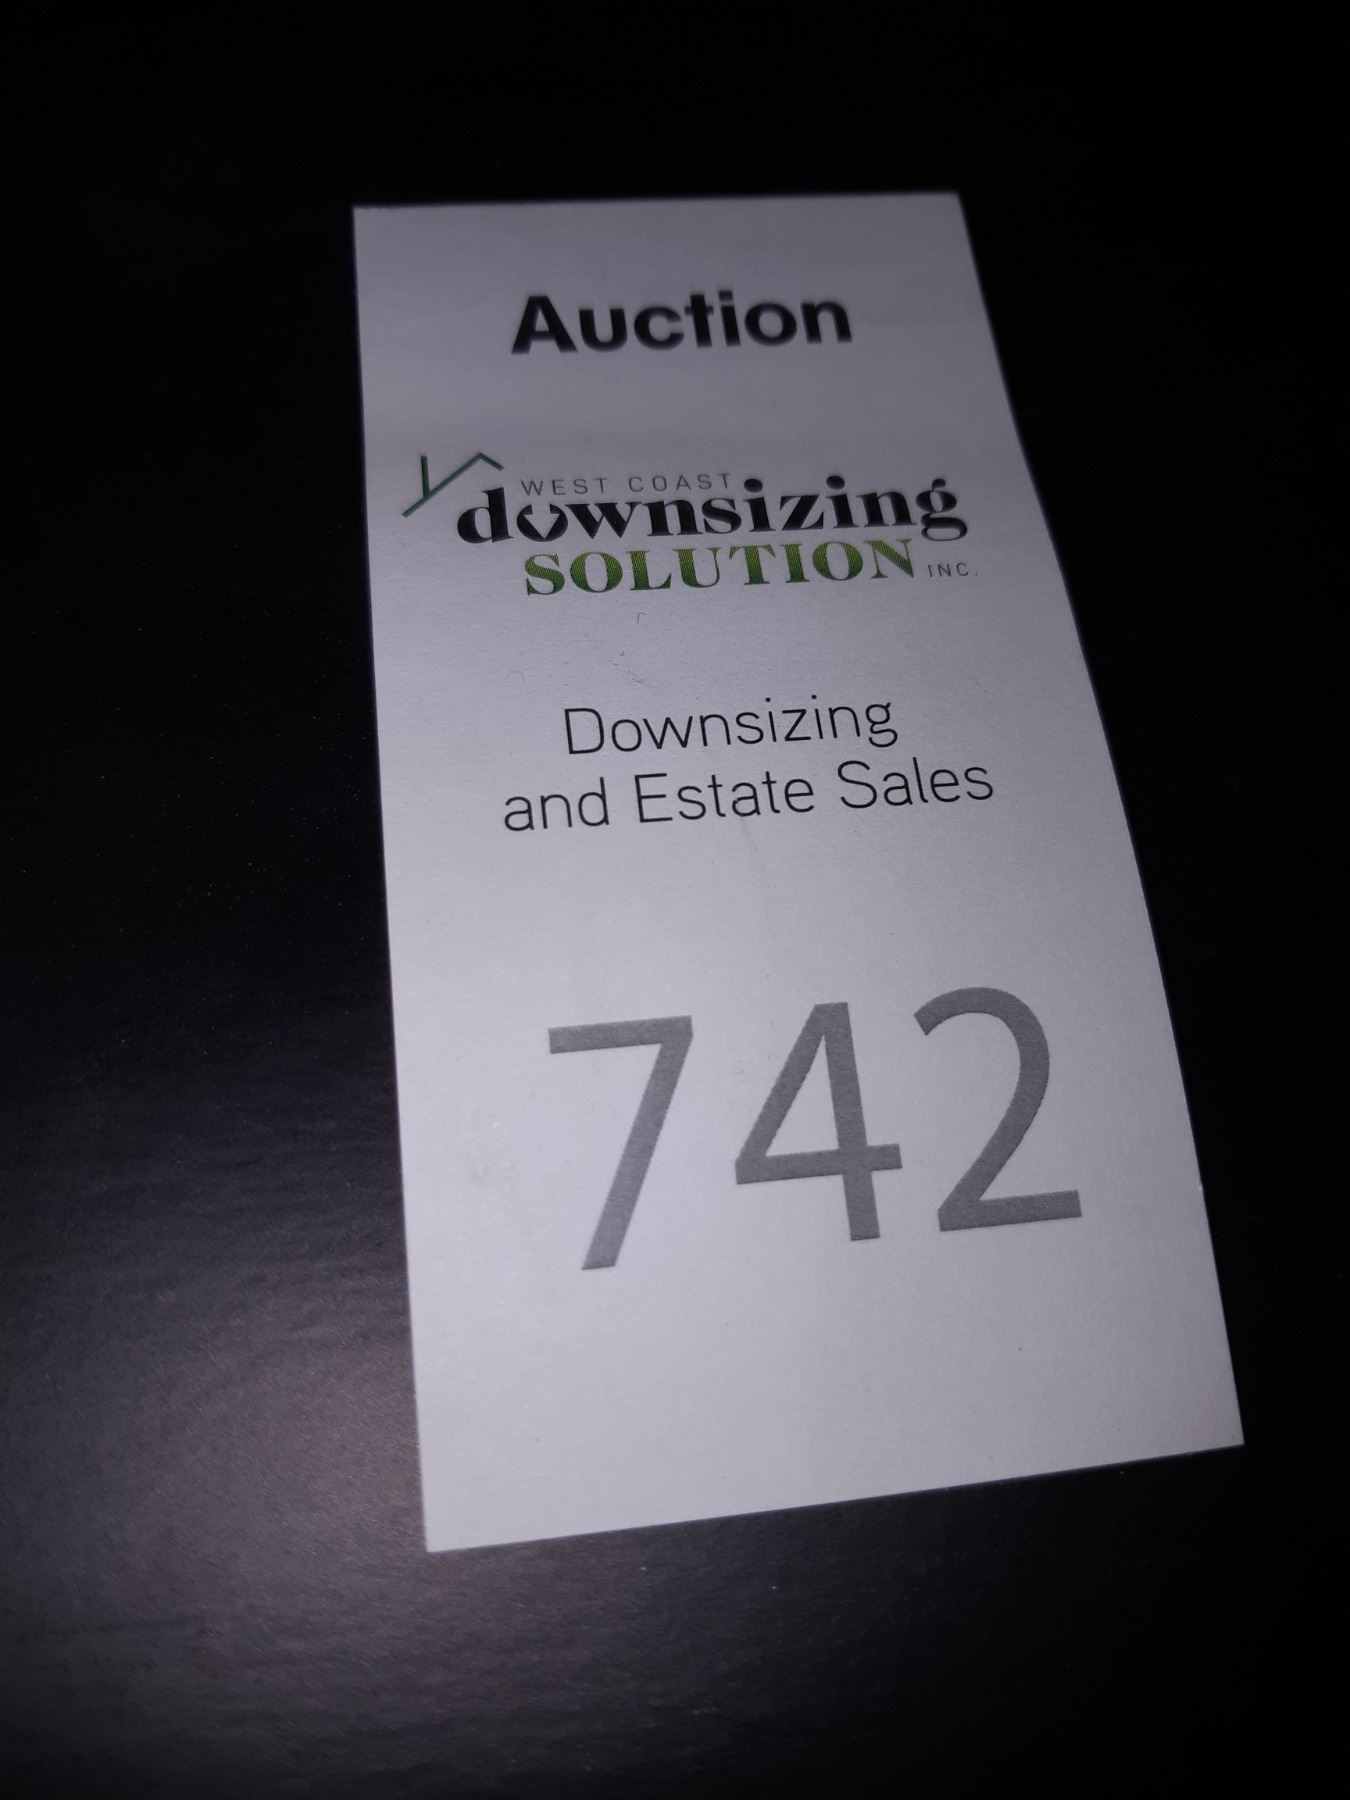 Auction
WEST COAST
downsizing
SOLUTION INC.
Downsizing
and Estate Sales
742